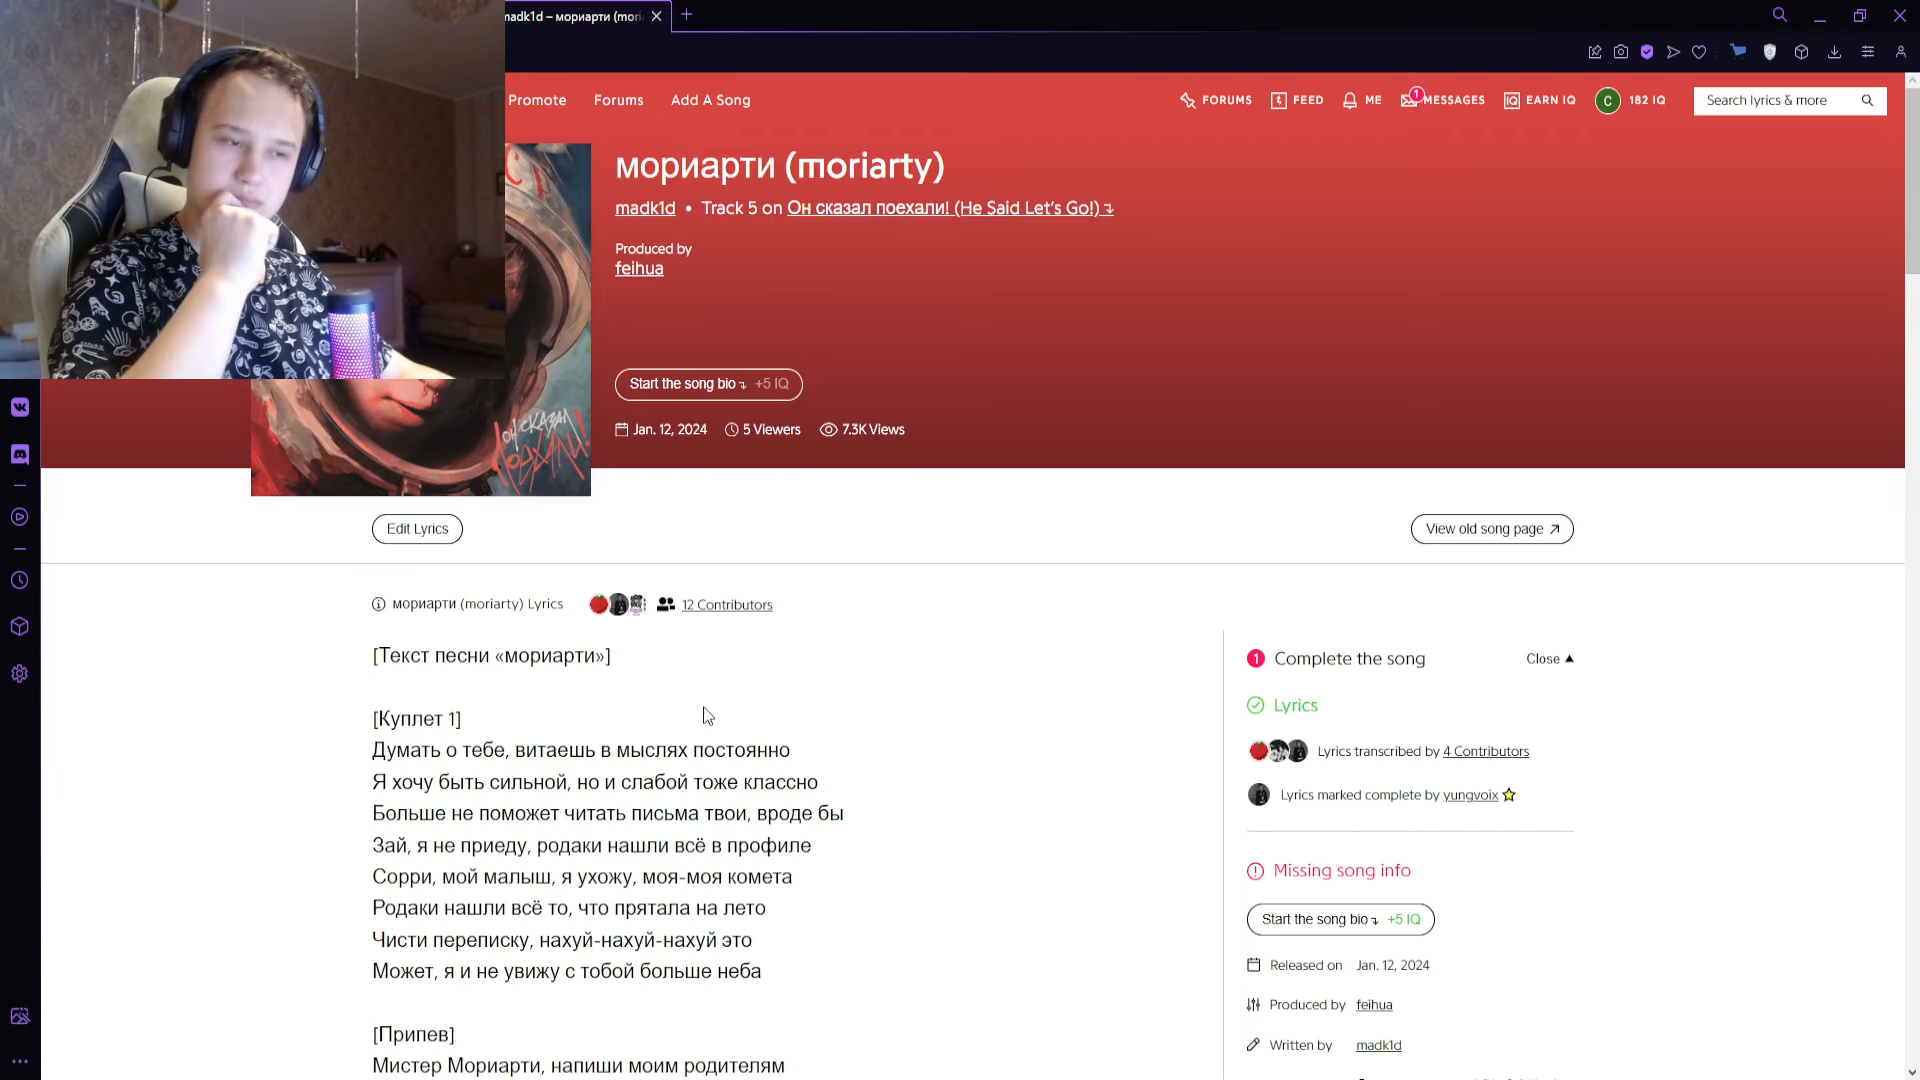 madk1d – мориарти (mori
Promote Forums Add A Song
FORUMS FEED ME 1 MESSAGES IQ EARN IQ C 182 IQ Search lyrics & more
мориарти (moriarty)
madk1d • Track 5 on Он сказал поехали! (He Said Let's Go!)
Produced by
feihua
Start the song bio +5 IQ
Jan. 12, 2024 5 Viewers 7.3K Views
ОН СКАЗАЛ
ПОЕХАЛИ!
Edit Lyrics
View old song page
мориарти (moriarty) Lyrics 12 Contributors
[Текст песни «мориарти»]
[Куплет 1]
Думать о тебе, витаешь в мыслях постоянно
Я хочу быть сильной, но и слабой тоже классно
Больше не поможет читать письма твои, вроде бы
Зай, я не приеду, родаки нашли всё в профиле
Сорри, мой малыш, я ухожу, моя-моя комета
Родаки нашли всё то, что прятала на лето
Чисти переписку, нахуй-нахуй-нахуй это
Может, я и не увижу с тобой больше неба
[Припев]
Мистер Мориарти, напиши моим родителям
1 Complete the song Close
Lyrics
Lyrics transcribed by 4 Contributors
Lyrics marked complete by yungvoix
Missing song info
Start the song bio +5 IQ
Released on Jan. 12, 2024
Produced by feihua
Written by madk1d